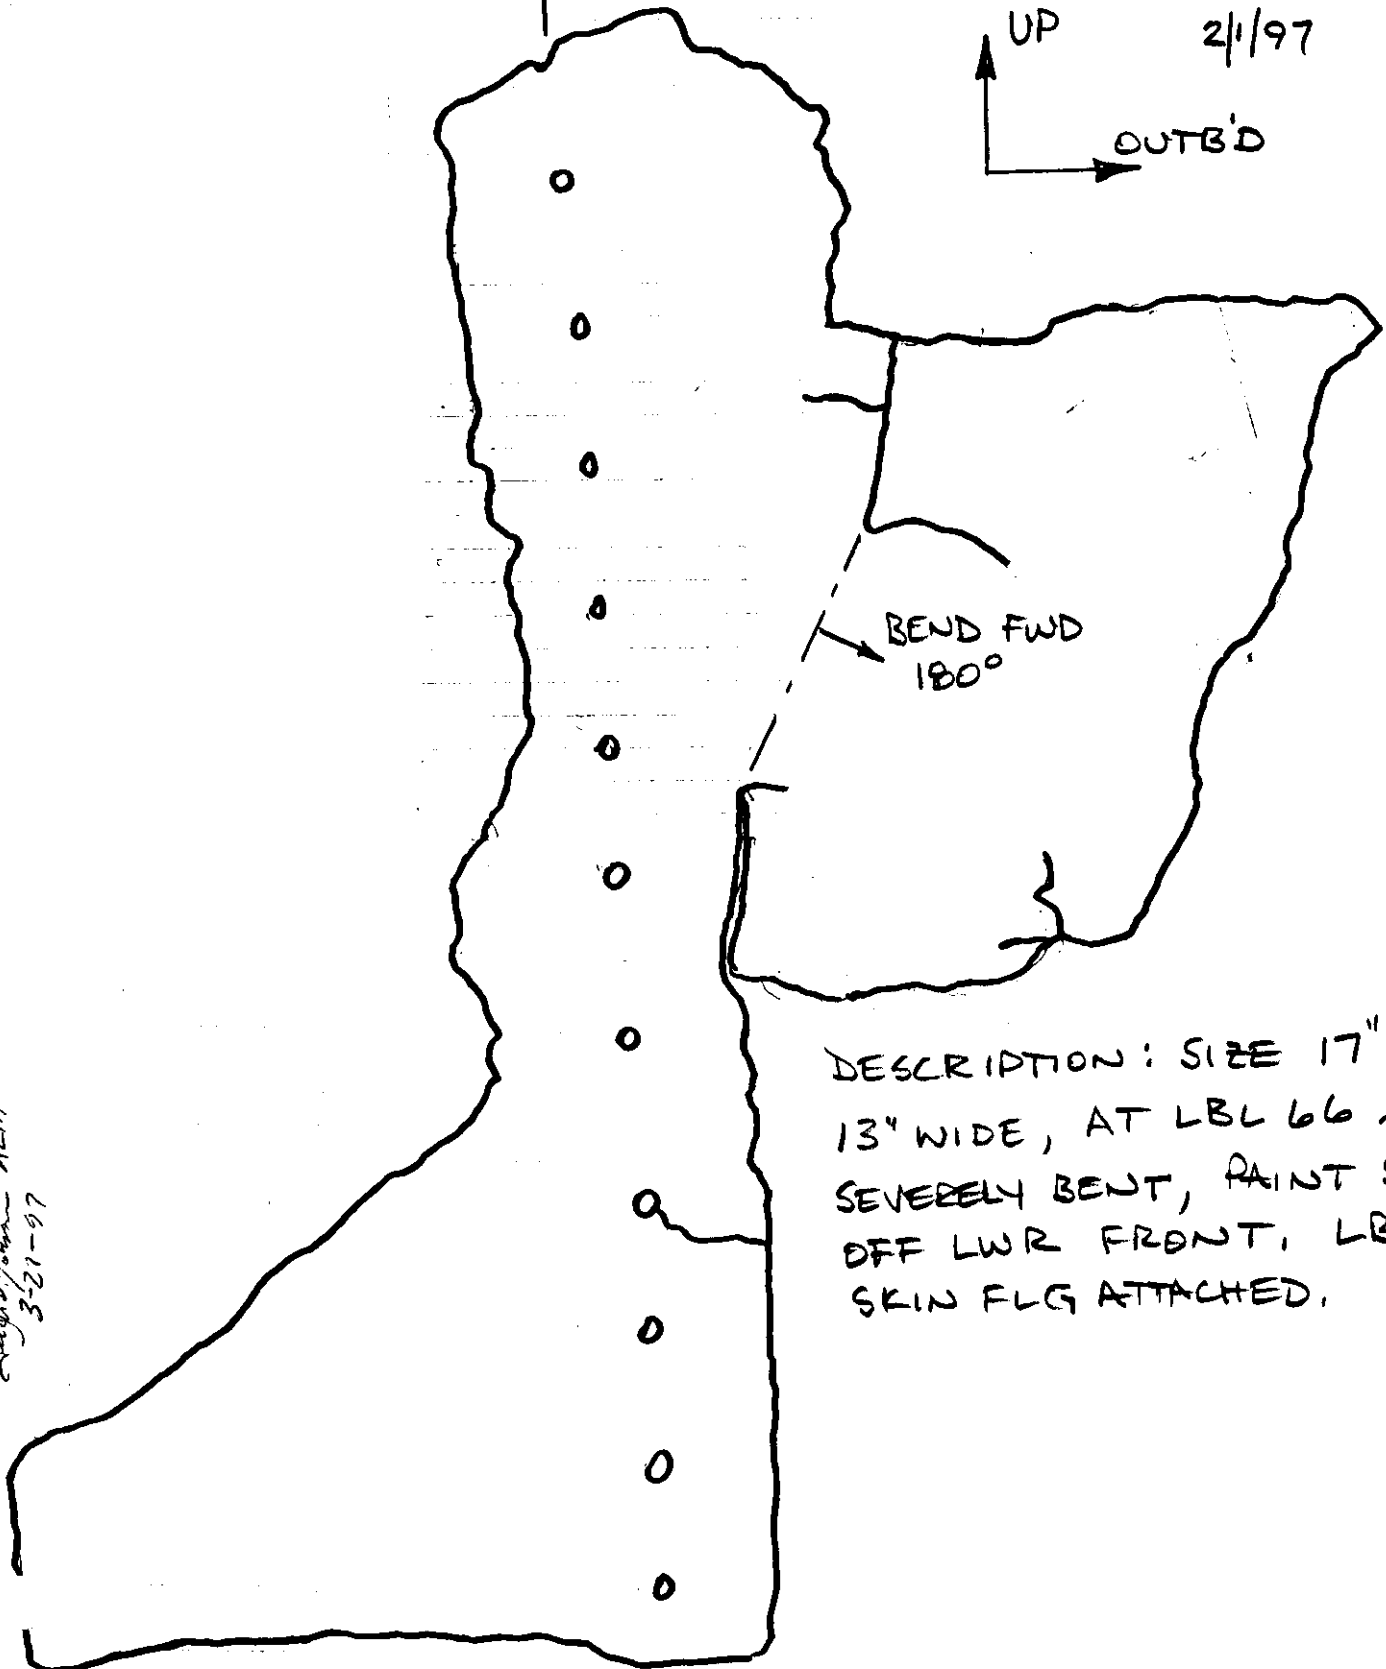 UP
2/1/97
OUTB'D
BEND FWD
180°
DESCRIPTION: SIZE 17"
13" WIDE, AT LBL 66
SEVERELY BENT, PAINT
OFF LWR FRONT. LB
SKIN FLG ATTACHED.
3-21-97